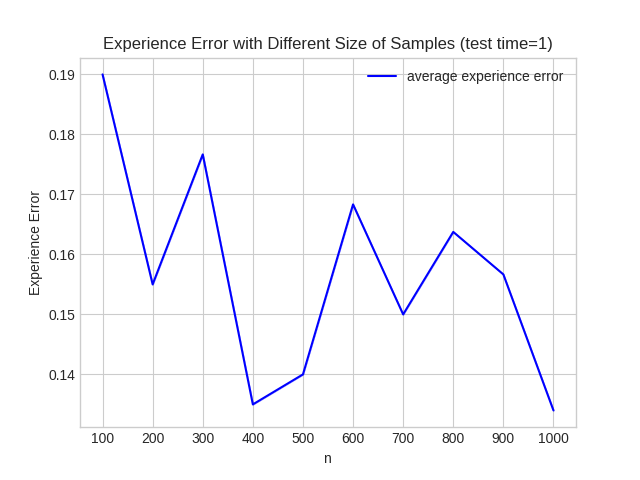 Experience Error with Different Size of Samples (test time=1)
average experience error
Experience Error
0.19
0.18
0.17
0.16
0.15
0.14
100 200 300 400 500 600 700 800 900 1000
n